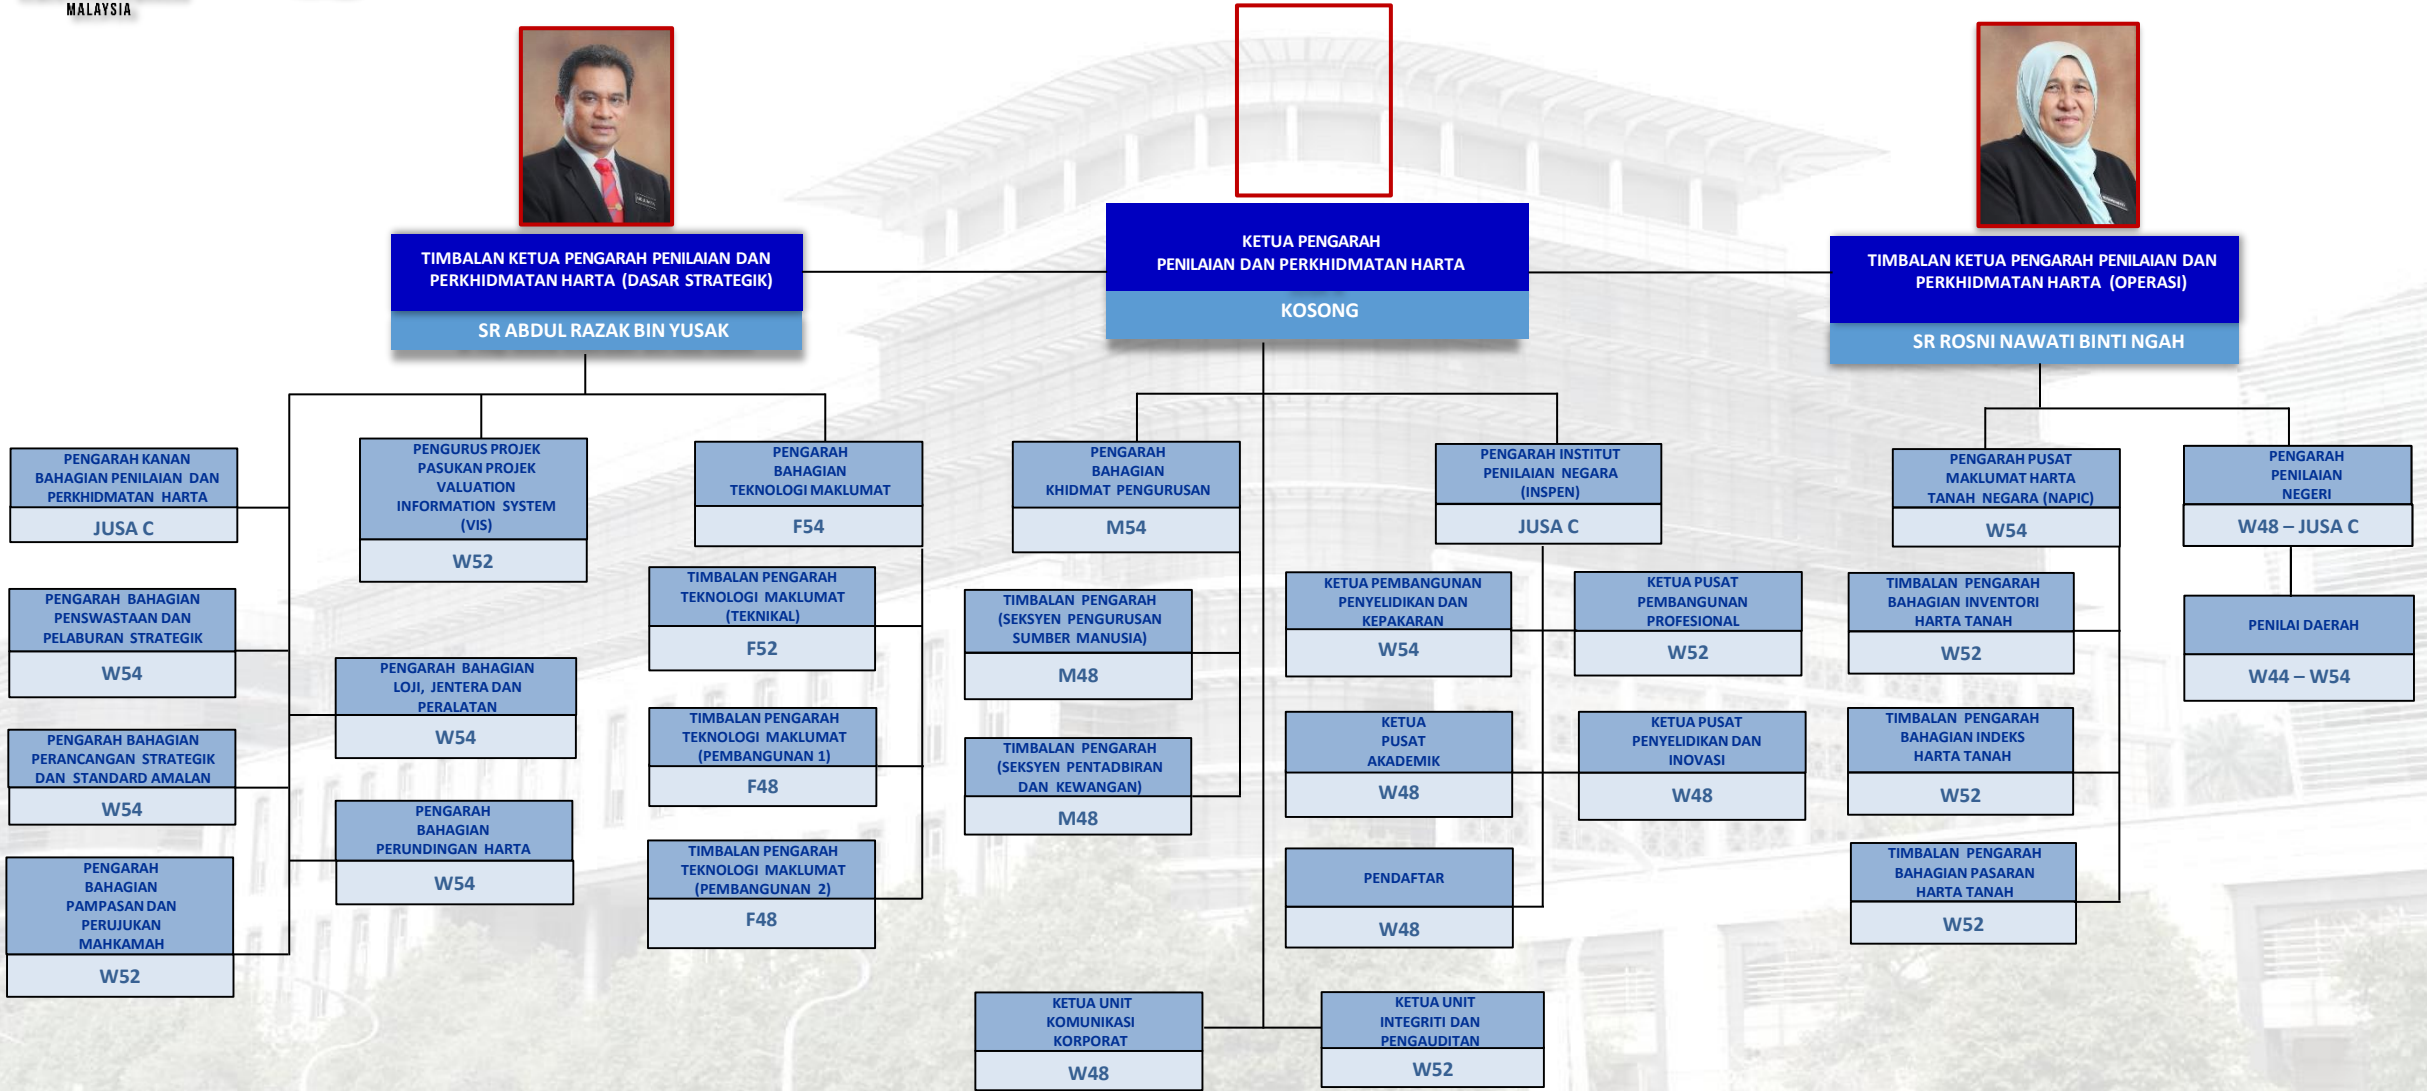 MALAYSIA
TIMBALAN KETUA PENGARAH PENILAIAN DAN
PERKHIDMATAN HARTA (DASAR STRATEGIK)
SR ABDUL RAZAK BIN YUSAK
KETUA PENGARAH
PENILAIAN DAN PERKHIDMATAN HARTA
KOSONG
TIMBALAN KETUA PENGARAH PENILAIAN DAN
PERKHIDMATAN HARTA (OPERASI)
SR ROSNI NAWATI BINTI NGAH
PENGARAH KANAN
BAHAGIAN PENILAIAN DAN
PERKHIDMATAN HARTA
JUSA C
PENGARAH BAHAGIAN
PENSWASTAAN DAN
PELABURAN STRATEGIK
W54
PENGARAH BAHAGIAN
PERANCANGAN STRATEGIK
DAN STANDARD AMALAN
W54
PENGARAH
BAHAGIAN
PAMPASAN DAN
PERUJUKAN
MAHKAMAH
W52
PENGURUS PROJEK
PASUKAN PROJEK
VALUATION
INFORMATION SYSTEM
(VIS)
W52
PENGARAH BAHAGIAN
LOJI, JENTERA DAN
PERALATAN
W54
PENGARAH
BAHAGIAN
PERUNDINGAN HARTA
W54
PENGARAH
BAHAGIAN
TEKNOLOGI MAKLUMAT
F54
TIMBALAN PENGARAH
TEKNOLOGI MAKLUMAT
(TEKNIKAL)
F52
TIMBALAN PENGARAH
TEKNOLOGI MAKLUMAT
(PEMBANGUNAN 1)
F48
TIMBALAN PENGARAH
TEKNOLOGI MAKLUMAT
(PEMBANGUNAN 2)
F48
PENGARAH
BAHAGIAN
KHIDMAT PENGURUSAN
M54
TIMBALAN PENGARAH
(SEKSYEN PENGURUSAN
SUMBER MANUSIA)
M48
TIMBALAN PENGARAH
(SEKSYEN PENTADBIRAN
DAN KEWANGAN)
M48
PENGARAH INSTITUT
PENILAIAN NEGARA
(INSPEN)
JUSA C
KETUA PEMBANGUNAN
PENYELIDIKAN DAN
KEPAKARAN
W54
KETUA PUSAT
PEMBANGUNAN
PROFESIONAL
W52
KETUA
PUSAT
AKADEMIK
W48
KETUA PUSAT
PENYELIDIKAN DAN
INOVASI
W48
PENDAFTAR
W48
KETUA UNIT
KOMUNIKASI
KORPORAT
W48
KETUA UNIT
INTEGRITI DAN
PENGAUDITAN
W52
PENGARAH PUSAT
MAKLUMAT HARTA
TANAH NEGARA (NAPIC)
W54
TIMBALAN PENGARAH
BAHAGIAN INVENTORI
HARTA TANAH
W52
TIMBALAN PENGARAH
BAHAGIAN INDEKS
HARTA TANAH
W52
TIMBALAN PENGARAH
BAHAGIAN PASARAN
HARTA TANAH
W52
PENGARAH
PENILAIAN
NEGERI
W48 – JUSA C
PENILAI DAERAH
W44 – W54